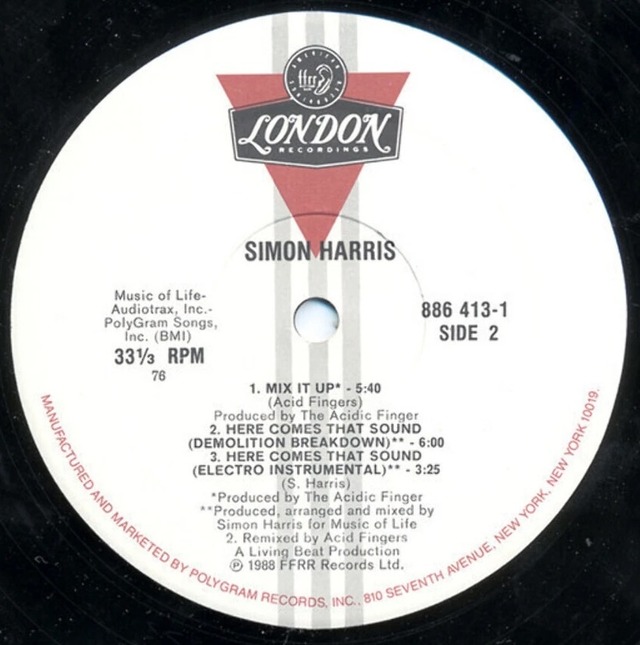 AMERICAN
ffrr
LONDON
RECORDINGS
SIMON HARRIS
Music of Life-
Audiotrax, Inc.-
PolyGram Songs,
Inc. (BMI)
33⅓ RPM
76
886 413-1
SIDE 2
1. MIX IT UP* - 5:40
(Acid Fingers)
Produced by The Acidic Finger
2. HERE COMES THAT SOUND
(DEMOLITION BREAKDOWN)** - 6:00
3. HERE COMES THAT SOUND
(ELECTRO INSTRUMENTAL)** - 3:25
(S. Harris)
*Produced by The Acidic Finger
**Produced, arranged and mixed by
Simon Harris for Music of Life
2. Remixed by Acid Fingers
A Living Beat Production
℗ 1988 FFRR Records Ltd.
MANUFACTURED AND MARKETED BY POLYGRAM RECORDS, INC., 810 SEVENTH AVENUE, NEW YORK, NEW YORK 10019.